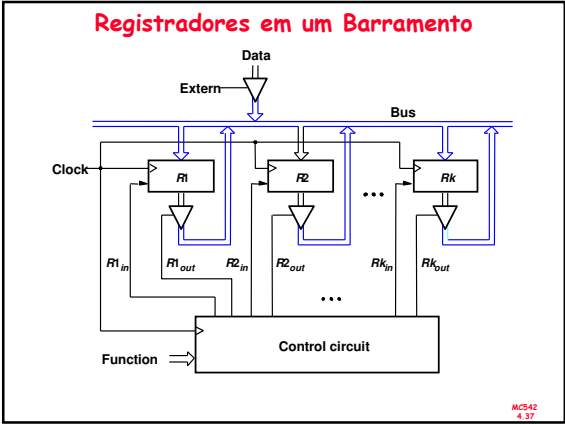 Registradores em um Barramento
Data
Extern
Bus
Clock
R1
R2
Rk
...
R1in
R1out
R2in
R2out
Rkin
Rkout
...
Control circuit
Function
MC542
4.37